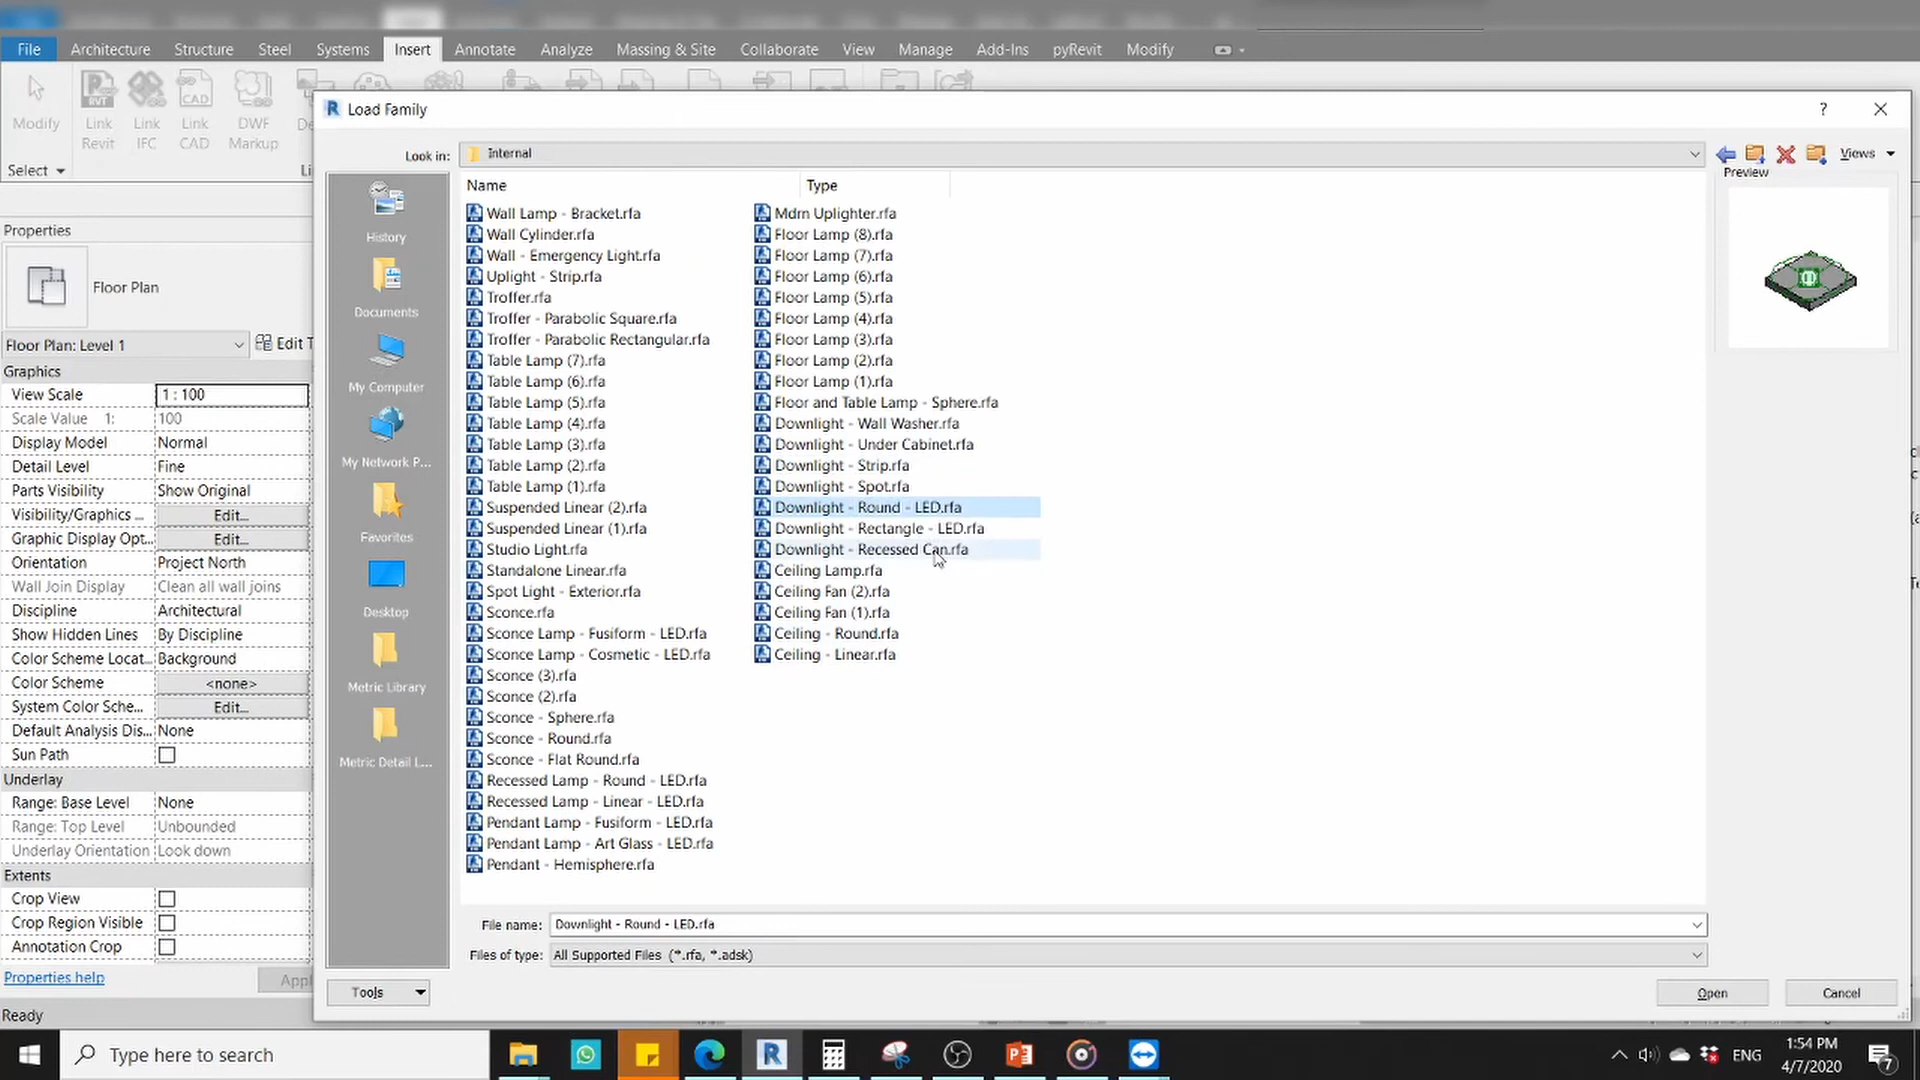 File Architecture Structure Steel Systems Insert Annotate Analyze Massing & Site Collaborate View Manage Add-Ins pyRevit Modify
Modify
Link Revit
Link IFC
Link CAD
DWF Markup
Select
Load Family
?
Look in: Internal
Views
Preview
History
Documents
My Computer
My Network P...
Favorites
Desktop
Metric Library
Metric Detail L...
Name Type
Wall Lamp - Bracket.rfa
Wall Cylinder.rfa
Wall - Emergency Light.rfa
Uplight - Strip.rfa
Troffer.rfa
Troffer - Parabolic Square.rfa
Troffer - Parabolic Rectangular.rfa
Table Lamp (7).rfa
Table Lamp (6).rfa
Table Lamp (5).rfa
Table Lamp (4).rfa
Table Lamp (3).rfa
Table Lamp (2).rfa
Table Lamp (1).rfa
Suspended Linear (2).rfa
Suspended Linear (1).rfa
Studio Light.rfa
Standalone Linear.rfa
Spot Light - Exterior.rfa
Sconce.rfa
Sconce Lamp - Fusiform - LED.rfa
Sconce Lamp - Cosmetic - LED.rfa
Sconce (3).rfa
Sconce (2).rfa
Sconce - Sphere.rfa
Sconce - Round.rfa
Sconce - Flat Round.rfa
Recessed Lamp - Round - LED.rfa
Recessed Lamp - Linear - LED.rfa
Pendant Lamp - Fusiform - LED.rfa
Pendant Lamp - Art Glass - LED.rfa
Pendant - Hemisphere.rfa
Mdrn Uplighter.rfa
Floor Lamp (8).rfa
Floor Lamp (7).rfa
Floor Lamp (6).rfa
Floor Lamp (5).rfa
Floor Lamp (4).rfa
Floor Lamp (3).rfa
Floor Lamp (2).rfa
Floor Lamp (1).rfa
Floor and Table Lamp - Sphere.rfa
Downlight - Wall Washer.rfa
Downlight - Under Cabinet.rfa
Downlight - Strip.rfa
Downlight - Spot.rfa
Downlight - Round - LED.rfa
Downlight - Rectangle - LED.rfa
Downlight - Recessed Can.rfa
Ceiling Lamp.rfa
Ceiling Fan (2).rfa
Ceiling Fan (1).rfa
Ceiling - Round.rfa
Ceiling - Linear.rfa
File name: Downlight - Round - LED.rfa
Files of type: All Supported Files (*.rfa, *.adsk)
Tools
Open
Cancel
Properties
Floor Plan
Floor Plan: Level 1 Edit T
Graphics
View Scale 1 : 100
Scale Value 1: 100
Display Model Normal
Detail Level Fine
Parts Visibility Show Original
Visibility/Graphics ... Edit...
Graphic Display Opt... Edit...
Orientation Project North
Wall Join Display Clean all wall joins
Discipline Architectural
Show Hidden Lines By Discipline
Color Scheme Locat... Background
Color Scheme <none>
System Color Sche... Edit...
Default Analysis Dis... None
Sun Path
Underlay
Range: Base Level None
Range: Top Level Unbounded
Underlay Orientation Look down
Extents
Crop View
Crop Region Visible
Annotation Crop
Properties help
Appl
Ready
Type here to search
ENG
1:54 PM
4/7/2020
7